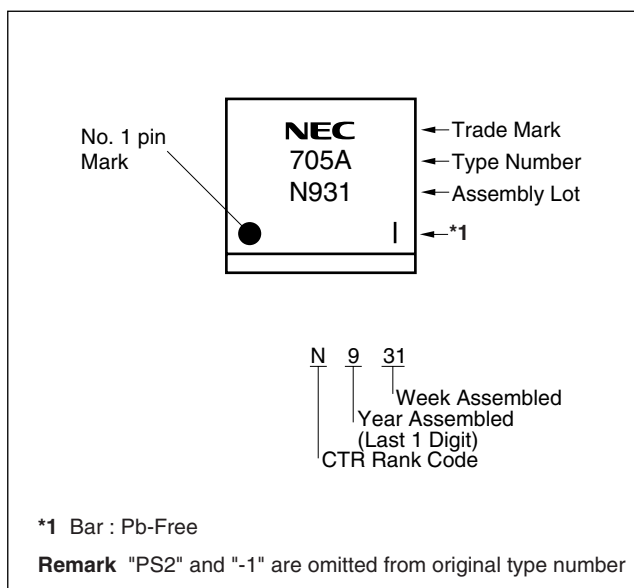 No. 1 pin
Mark
NEC
705A
N931
Trade Mark
Type Number
Assembly Lot
*1
N 9 31
Week Assembled
Year Assembled
(Last 1 Digit)
CTR Rank Code
*1 Bar : Pb-Free
Remark "PS2" and "-1" are omitted from original type number